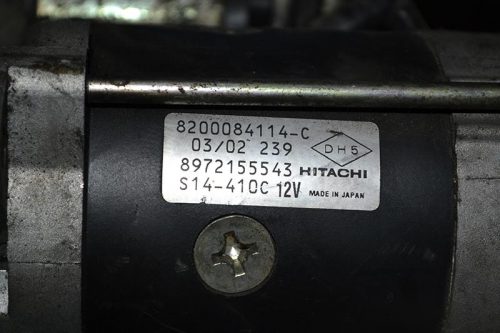 8200084114-C
03/02 239 DH5
8972155543 HITACHI
S14-410C 12V MADE IN JAPAN